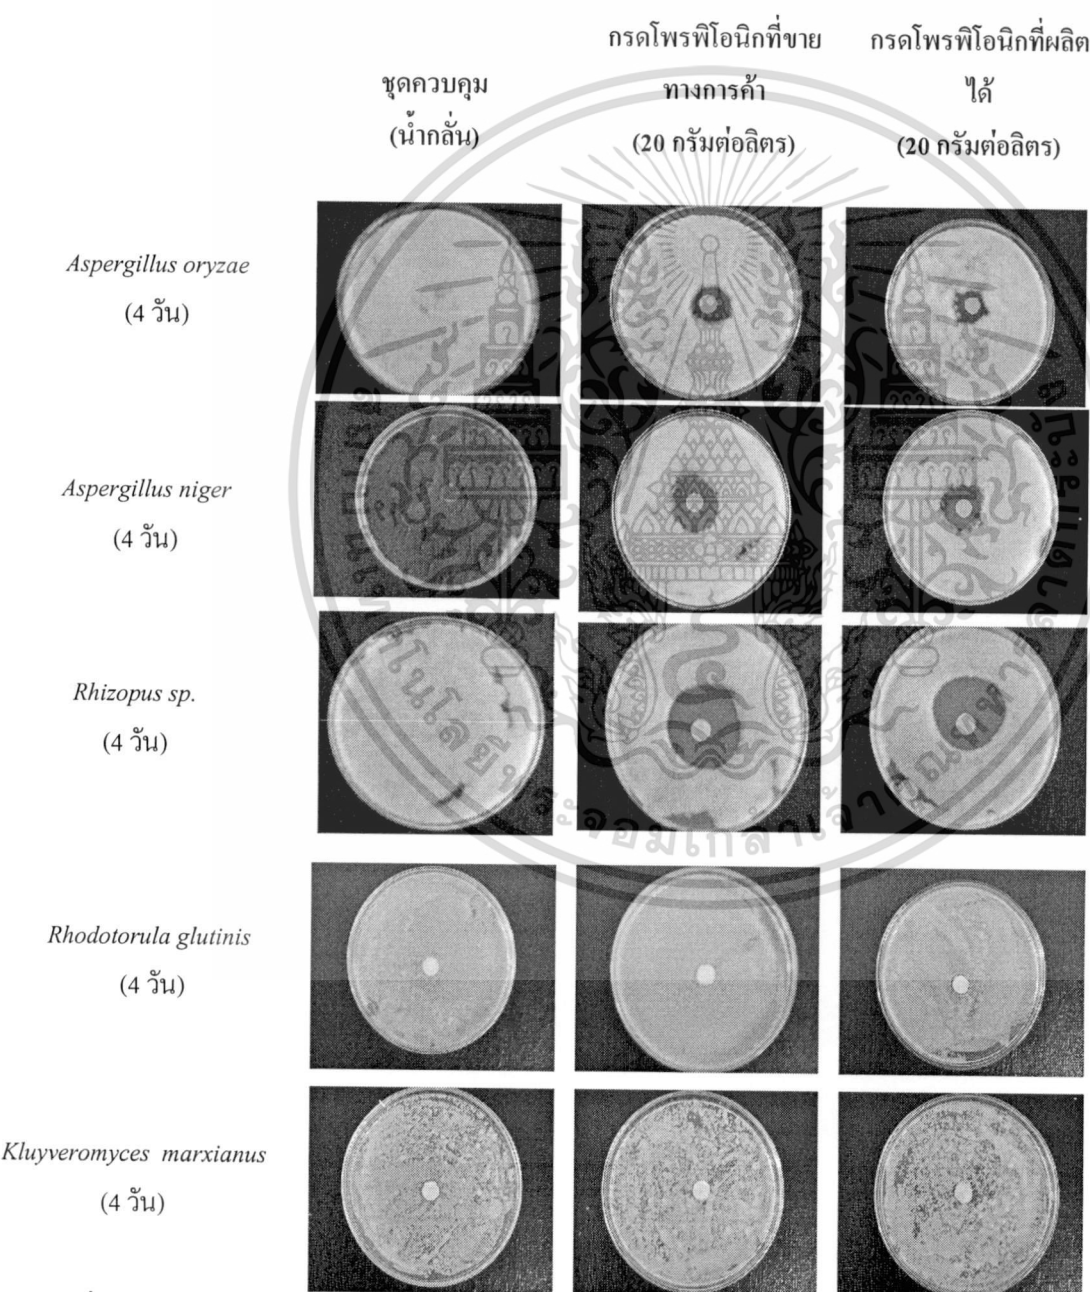 ชุดควบคุม
(น้ำกลั่น)
กรดโพรพิโอนิกที่ขาย
ทางการค้า
(20 กรัมต่อลิตร)
กรดโพรพิโอนิกที่ผลิต
ได้
(20 กรัมต่อลิตร)
Aspergillus oryzae
(4 วัน)
Aspergillus niger
(4 วัน)
Rhizopus sp.
(4 วัน)
Rhodotorula glutinis
(4 วัน)
Kluyveromyces marxianus
(4 วัน)